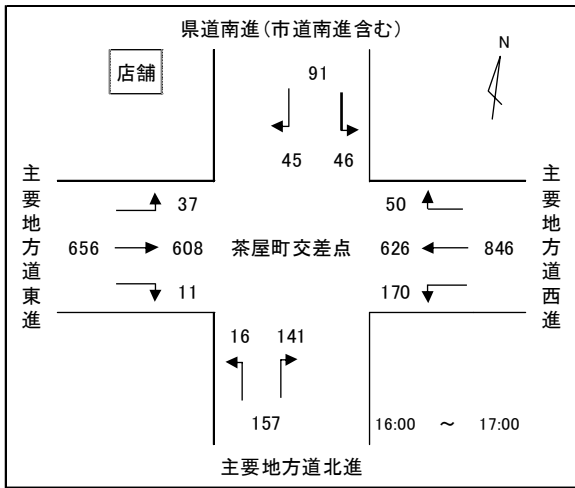 県道南進(市道南進含む)
店舗
N
91
45 46
主要地方道東進
37
656 608
11
茶屋町交差点
50
626 846
170
主要地方道西進
16 141
157
16:00 ~ 17:00
主要地方道北進